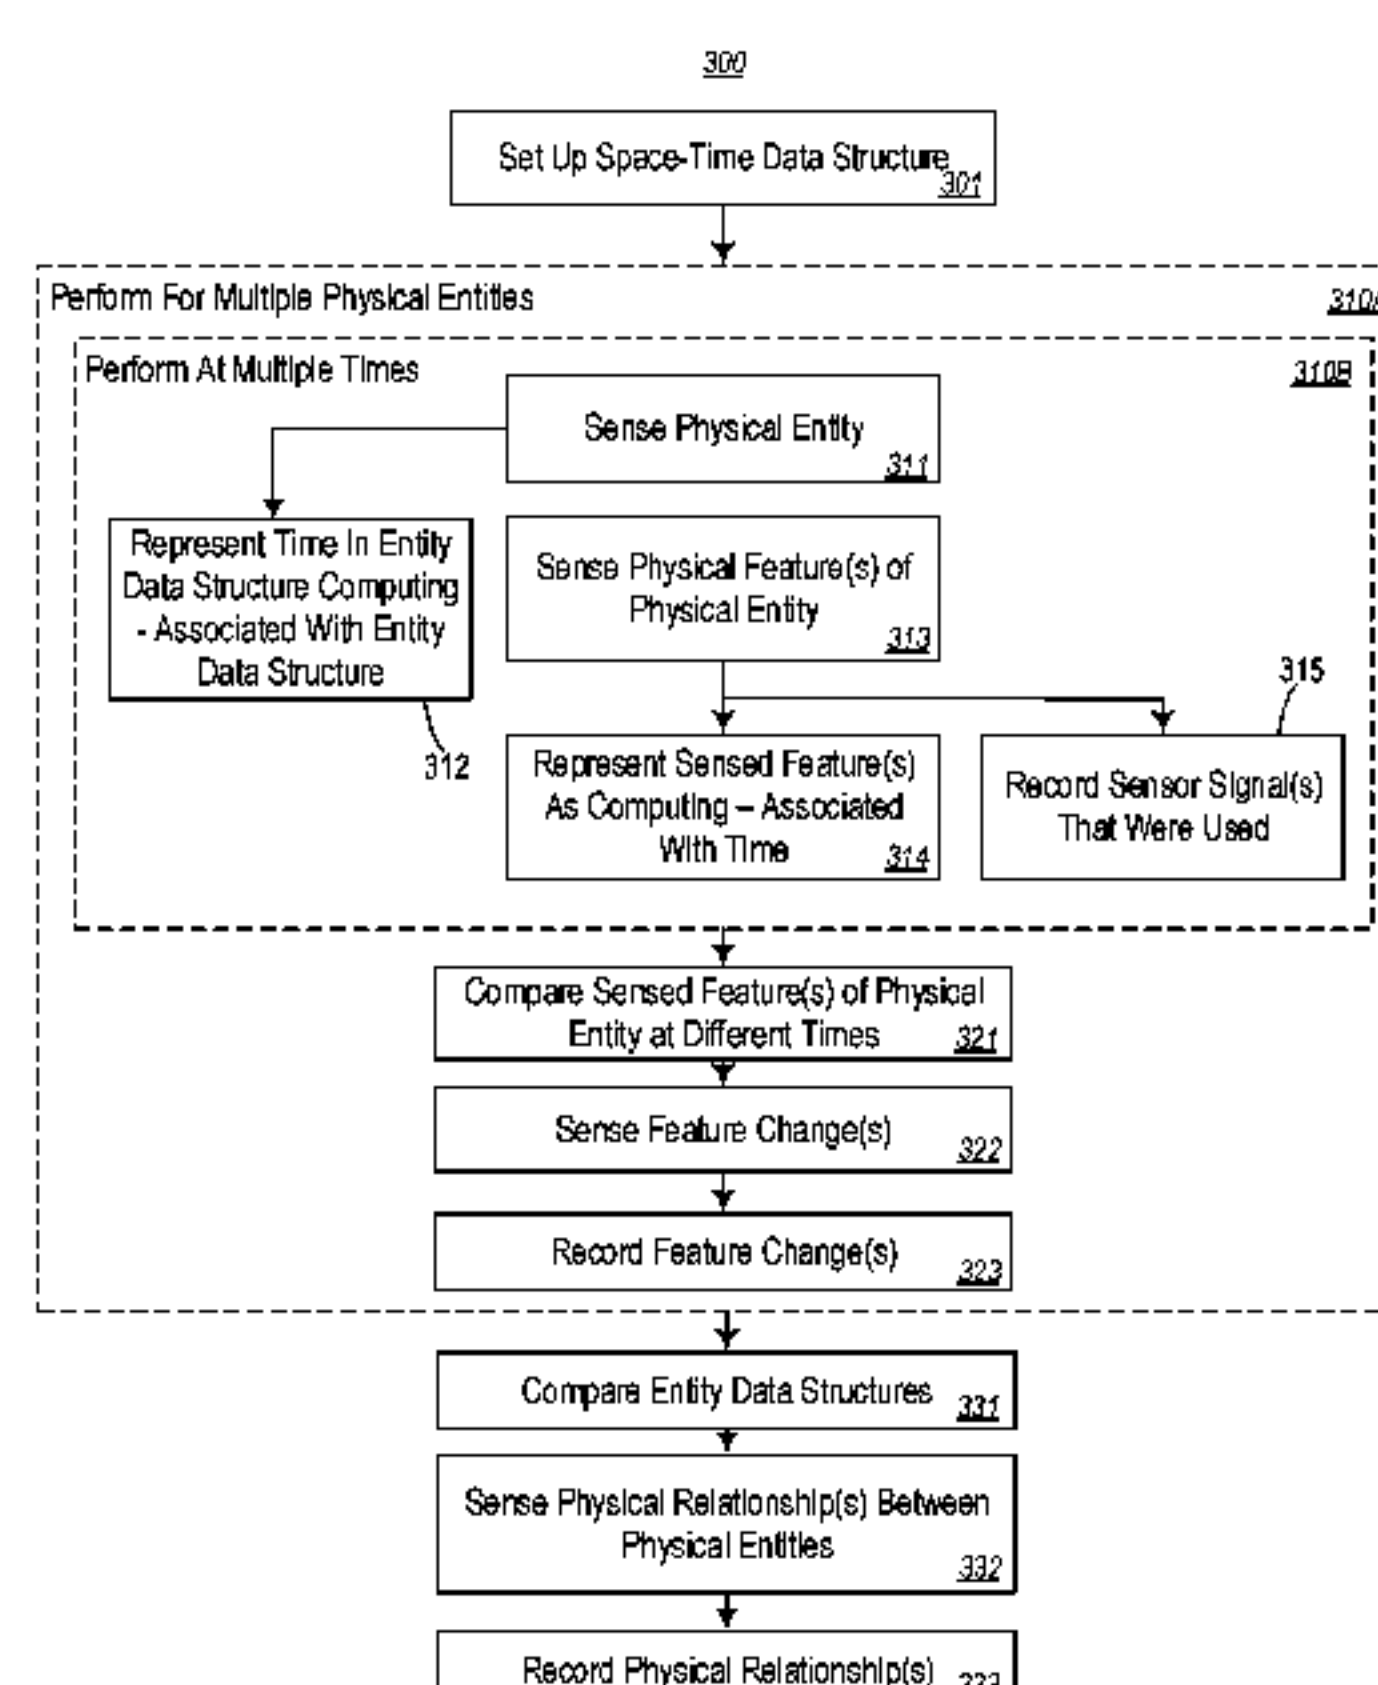 300
Set Up Space-Time Data Structure
301
Perform For Multiple Physical Entities
310A
Perform At Multiple Times
310B
Sense Physical Entity
311
Represent Time In Entity
Data Structure Computing
- Associated With Entity
Data Structure
312
Sense Physical Feature(s) of
Physical Entity
313
315
Represent Sensed Feature(s)
As Computing – Associated
With Time
314
Record Sensor Signal(s)
That Were Used
Compare Sensed Feature(s) of Physical
Entity at Different Times
321
Sense Feature Change(s)
322
Record Feature Change(s)
323
Compare Entity Data Structures
331
Sense Physical Relationship(s) Between
Physical Entities
332
Record Physical Relationship(s)
333